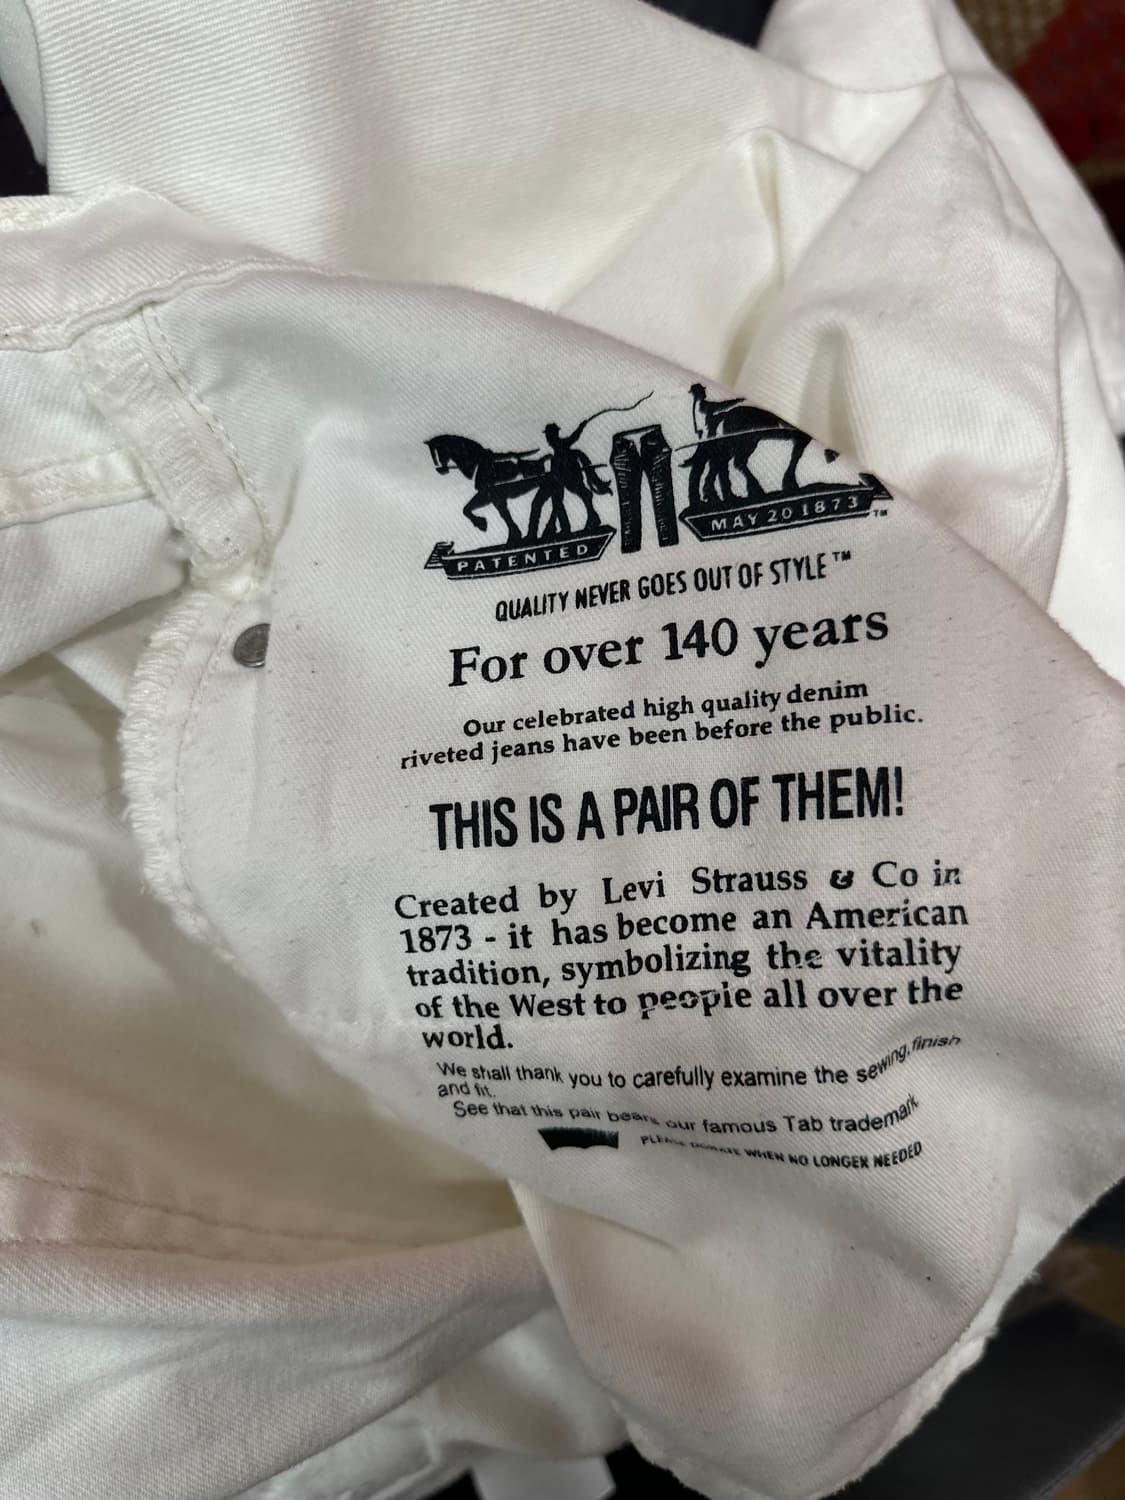 PATENTED
MAY 20 1873 ™
QUALITY NEVER GOES OUT OF STYLE™
For over 140 years
Our celebrated high quality denim
riveted jeans have been before the public.
THIS IS A PAIR OF THEM!
Created by Levi Strauss & Co in
1873 - it has become an American
tradition, symbolizing the vitality
of the West to people all over the
world.
We shall thank you to carefully examine the sewing, finish
and fit.
See that this pair bears our famous Tab trademark
PLEASE DONATE WHEN NO LONGER NEEDED